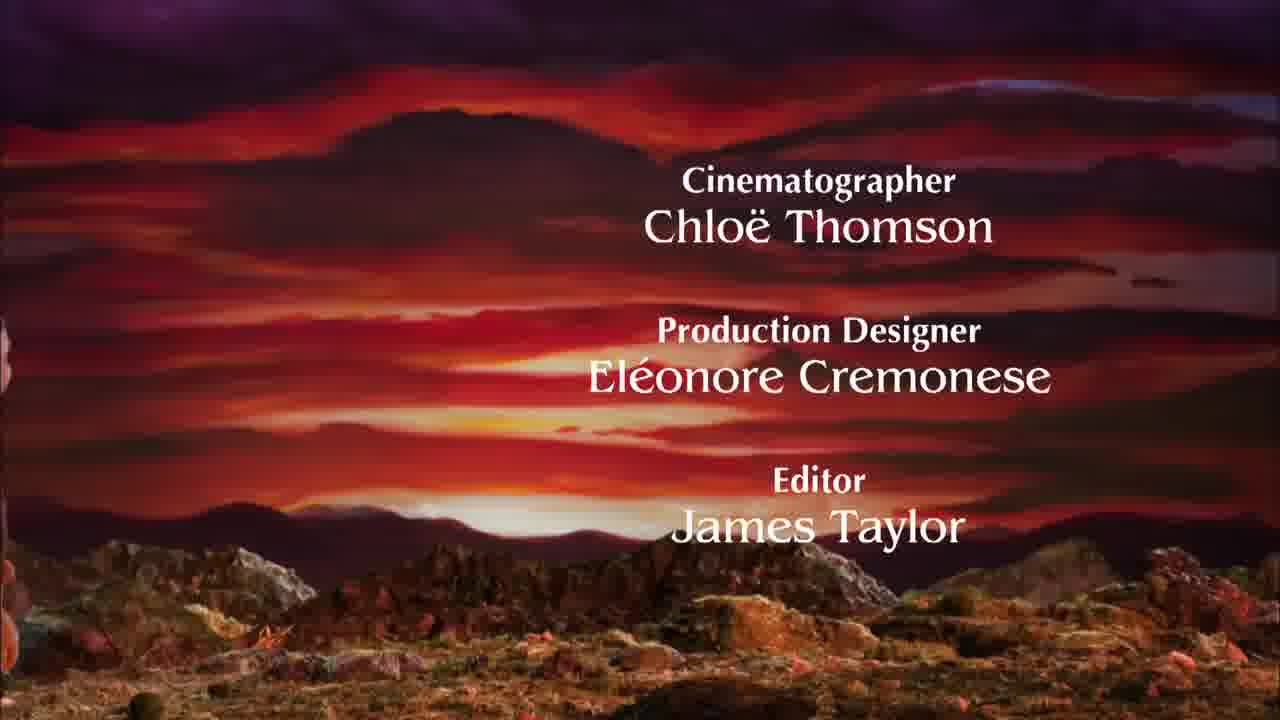 Cinematographer
Chloë Thomson
Production Designer
Eléonore Cremonese
Editor
James Taylor